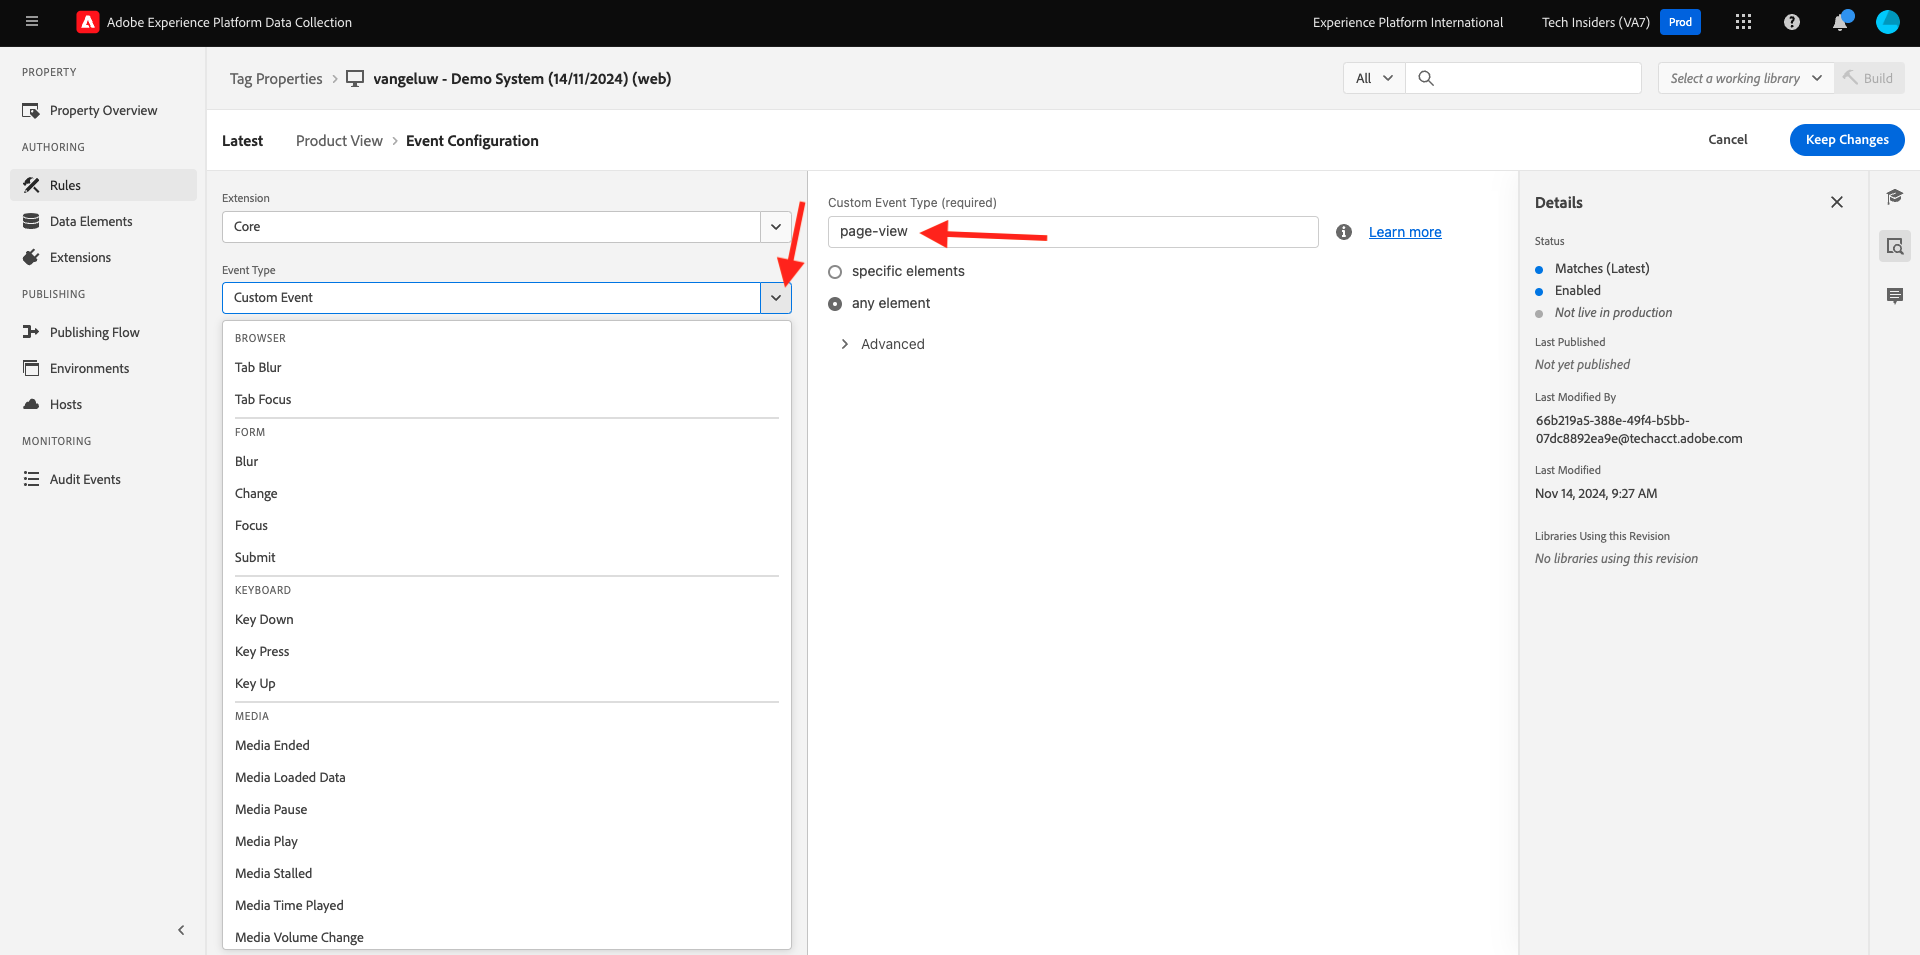 Adobe Experience Platform Data Collection
Experience Platform International
Tech Insiders (VA7)
Prod
PROPERTY
Property Overview
AUTHORING
Rules
Data Elements
Extensions
PUBLISHING
Publishing Flow
Environments
Hosts
MONITORING
Audit Events
Tag Properties
vangeluw - Demo System (14/11/2024) (web)
All
Select a working library
Build
Latest
Product View
Event Configuration
Cancel
Keep Changes
Extension
Core
Event Type
Custom Event
BROWSER
Tab Blur
Tab Focus
FORM
Blur
Change
Focus
Submit
KEYBOARD
Key Down
Key Press
Key Up
MEDIA
Media Ended
Media Loaded Data
Media Pause
Media Play
Media Stalled
Media Time Played
Media Volume Change
Custom Event Type (required)
page-view
Learn more
specific elements
any element
Advanced
Details
Status
Matches (Latest)
Enabled
Not live in production
Last Published
Not yet published
Last Modified By
66b219a5-388e-49f4-b5bb-
07dc8892ea9e@techacct.adobe.com
Last Modified
Nov 14, 2024, 9:27 AM
Libraries Using this Revision
No libraries using this revision